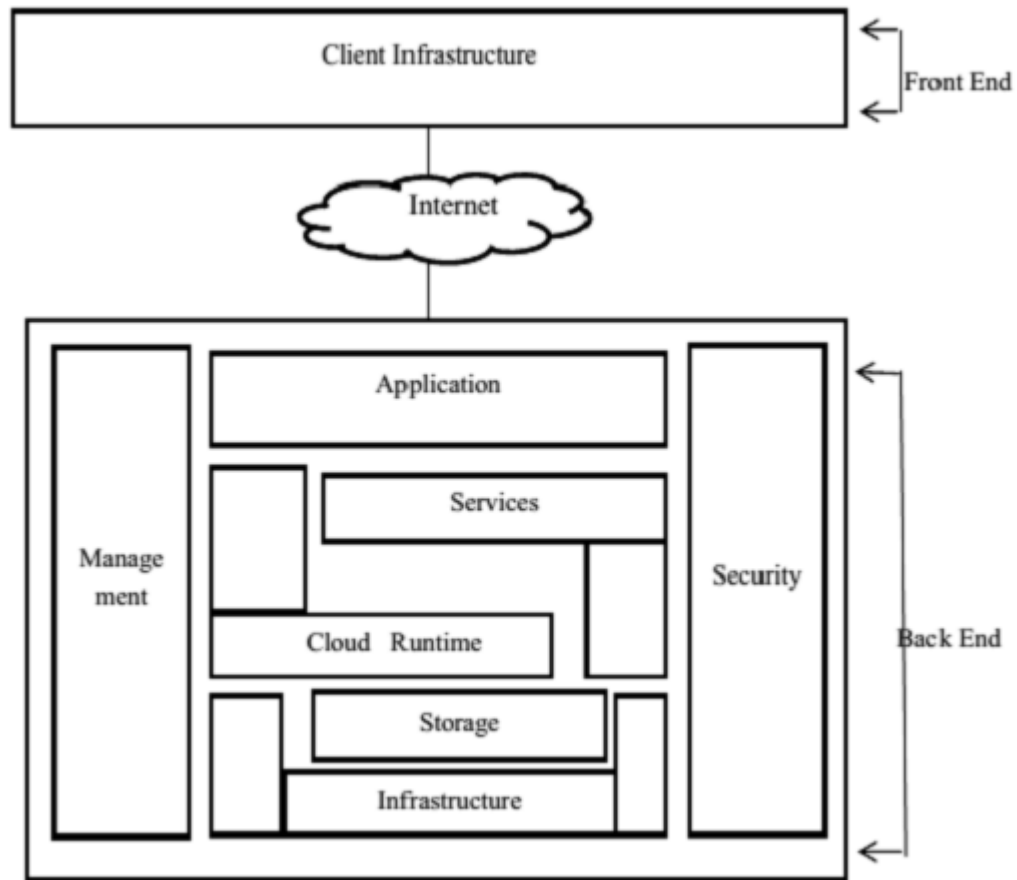 Client Infrastructure
Front End
Internet
Application
Services
Manage
ment
Security
Cloud Runtime
Back End
Storage
Infrastructure